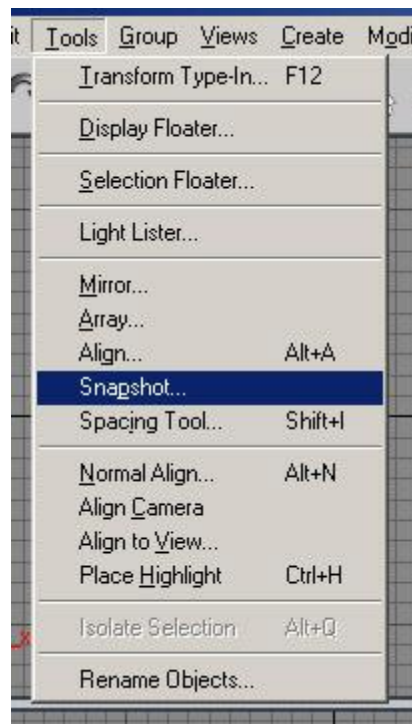 Tools Group Views Create Modi
Transform Type-In... F12
Display Floater...
Selection Floater...
Light Lister...
Mirror...
Array...
Align... Alt+A
Snapshot...
Spacing Tool... Shift+I
Normal Align... Alt+N
Align Camera
Align to View...
Place Highlight Ctrl+H
Isolate Selection Alt+Q
Rename Objects...